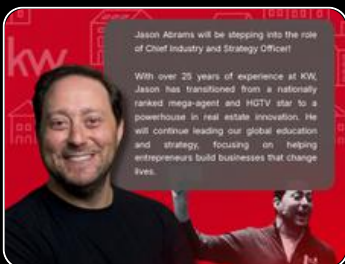 Jason Abrams will be stepping into the role
of Chief Industry and Strategy Officer!
With over 25 years of experience at KW,
Jason has transitioned from a nationally
ranked mega-agent and HGTV star to a
powerhouse in real estate innovation. He
will continue leading our global education
and strategy, focusing on helping
entrepreneurs build businesses that change
lives.
kw